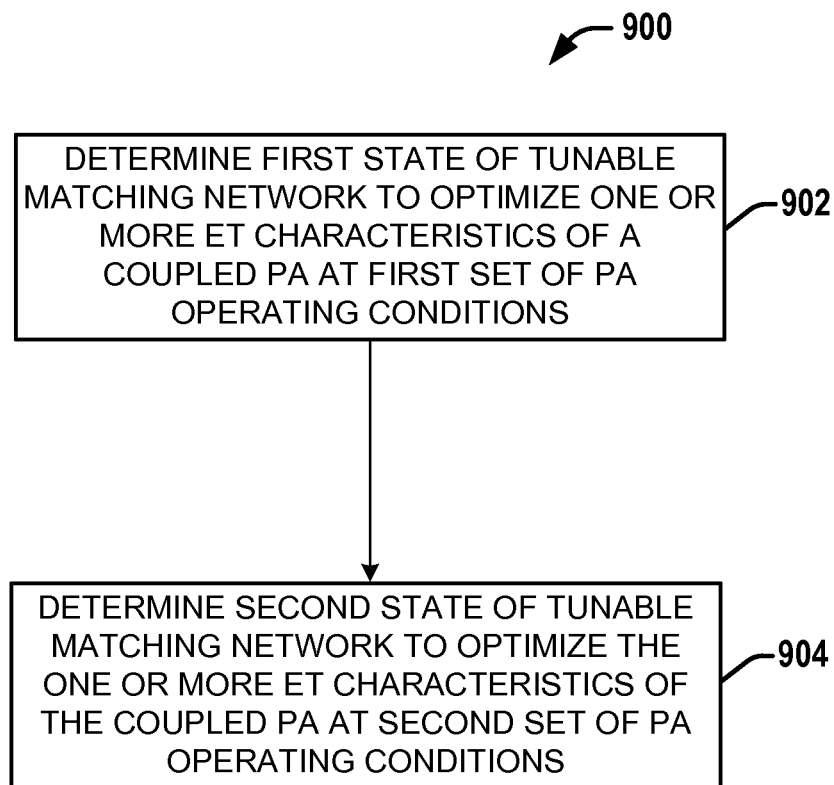 900
DETERMINE FIRST STATE OF TUNABLE
MATCHING NETWORK TO OPTIMIZE ONE OR
MORE ET CHARACTERISTICS OF A
COUPLED PA AT FIRST SET OF PA
OPERATING CONDITIONS
902
DETERMINE SECOND STATE OF TUNABLE
MATCHING NETWORK TO OPTIMIZE THE
ONE OR MORE ET CHARACTERISTICS OF
THE COUPLED PA AT SECOND SET OF PA
OPERATING CONDITIONS
904